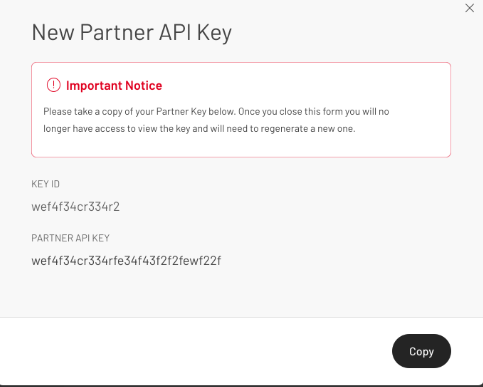 New Partner API Key
Important Notice
Please take a copy of your Partner Key below. Once you close this form you will no
longer have access to view the key and will need to regenerate a new one.
KEY ID
wef4f34cr334r2
PARTNER API KEY
wef4f34cr334rfe34f43f2f2fewf22f
Copy